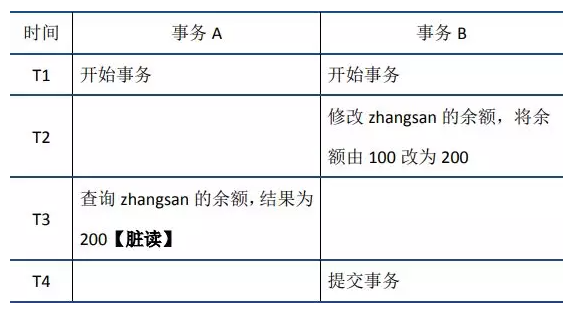 时间 事务 A 事务 B
T1 开始事务 开始事务
T2 修改 zhangsan 的余额，将余
额由 100 改为 200
T3 查询 zhangsan 的余额，结果为
200【脏读】
T4 提交事务